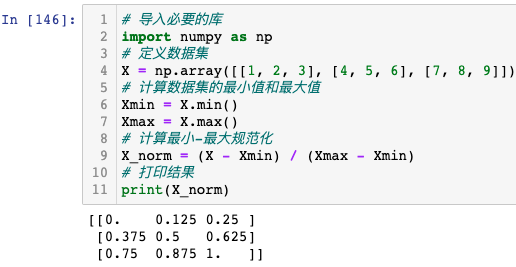 In [146]:
1 # 导入必要的库
2 import numpy as np
3 # 定义数据集
4 X = np.array([[1, 2, 3], [4, 5, 6], [7, 8, 9]])
5 # 计算数据集的最小值和最大值
6 Xmin = X.min()
7 Xmax = X.max()
8 # 计算最小-最大规范化
9 X_norm = (X - Xmin) / (Xmax - Xmin)
10 # 打印结果
11 print(X_norm)
[[0.    0.125 0.25 ]
 [0.375 0.5   0.625]
 [0.75  0.875 1.   ]]